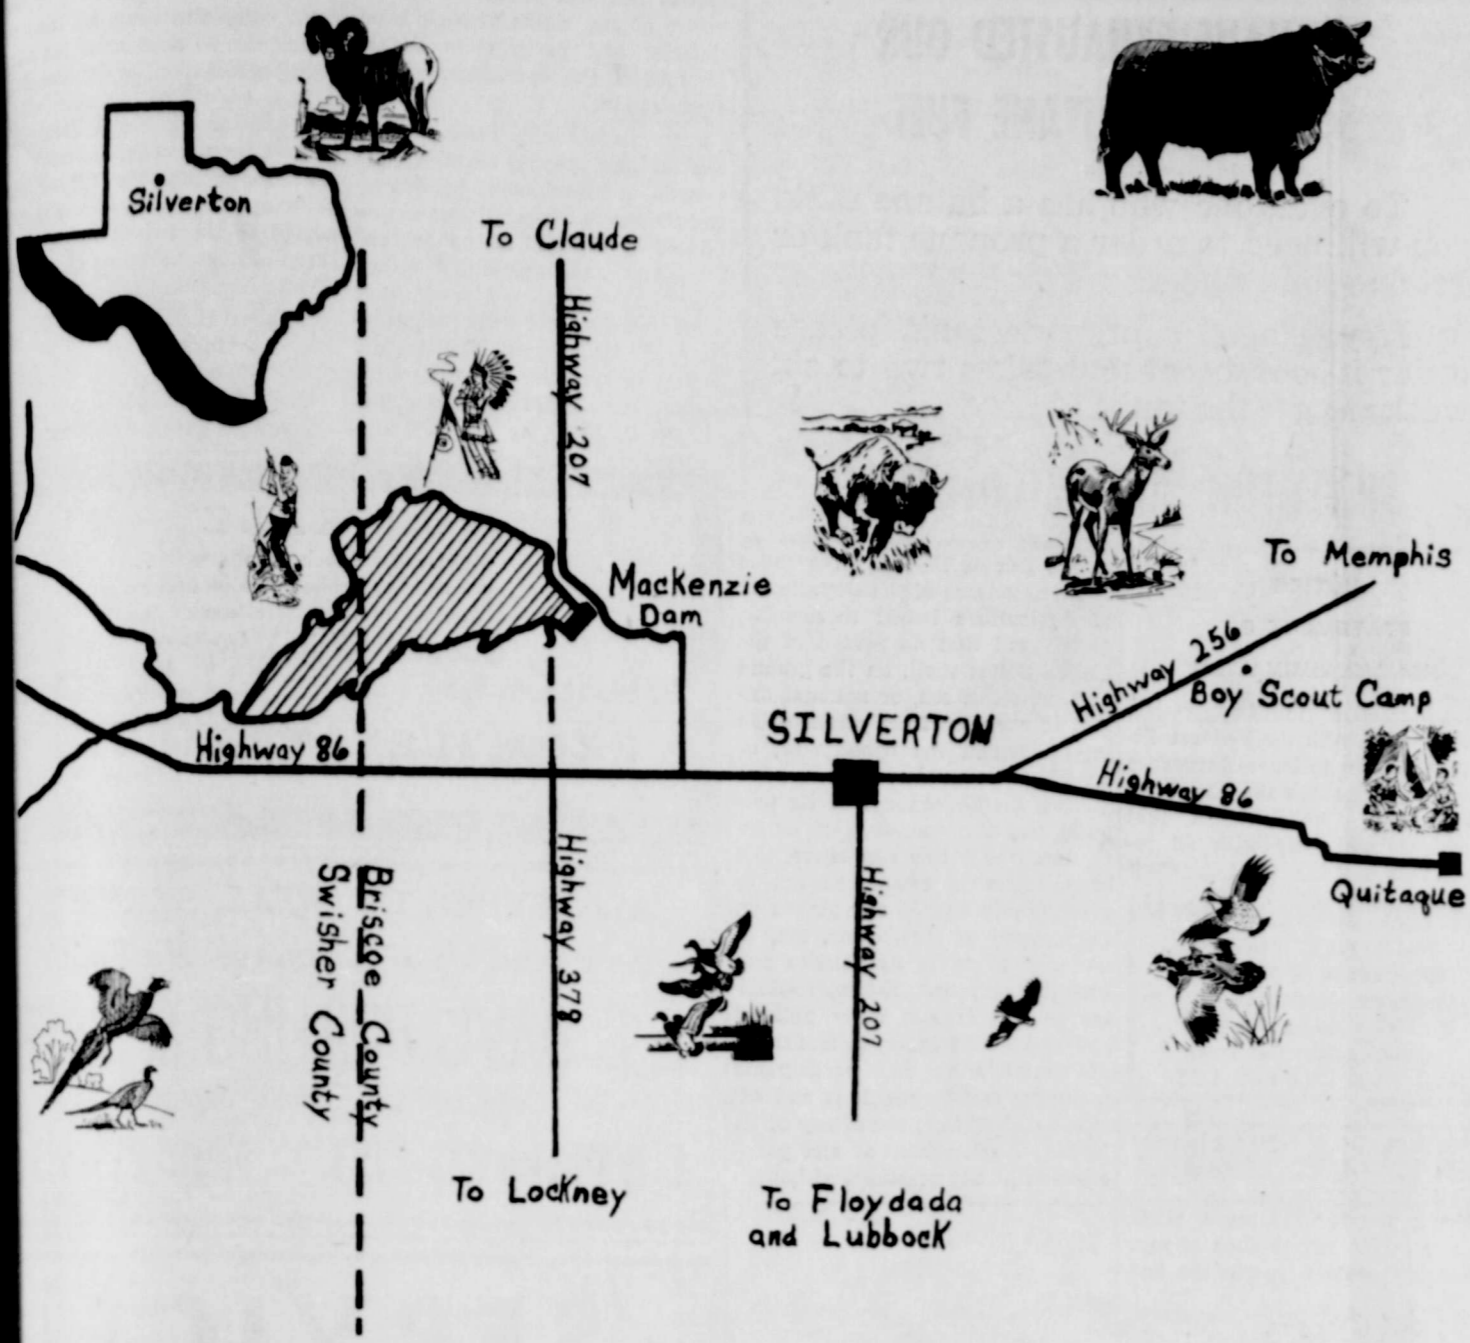 Silverton
To Claude
Highway 207
To Memphis
Mackenzie
Dam
Highway 256
Boy Scout Camp
SILVERTON
Highway 86
Highway 86
Quitaque
Briscoe County
Swisher County
Highway 378
Highway 207
To Lockney
To Floydada
and Lubbock